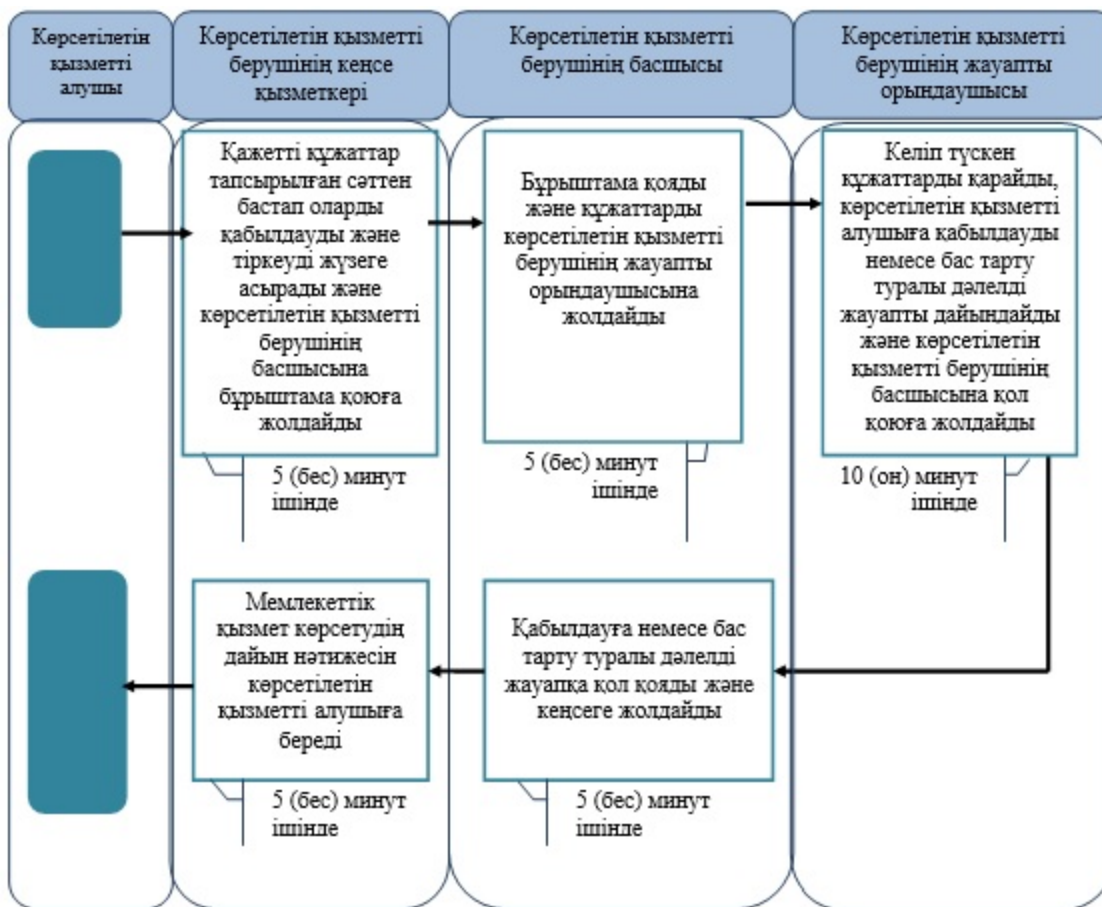 Көрсетілетін
қызметті
алушы
Көрсетілетін қызметті
берушінің кеңсе
қызметкері
Көрсетілетін қызметті
берушінің басшысы
Көрсетілетін қызметті
берушінің жауапты
орындаушысы
Қажетті құжаттар
тапсырылған сәттен
бастап оларды
қабылдауды және
тіркеуді жүзеге
асырады және
көрсетілетін қызметті
берушінің
басшысына
бұрыштама қоюға
жолдайды
5 (бес) минут
ішінде
Бұрыштама қояды
және құжаттарды
көрсетілетін қызметті
берушінің жауапты
орындаушысына
жолдайды
5 (бес) минут
ішінде
Келіп түскен
құжаттарды қарайды,
көрсетілетін қызметті
алушыға қабылдауды
немесе бас тарту
туралы дәлелді
жауапты дайындайды
және көрсетілетін
қызметті берушінің
басшысына қол
қоюға жолдайды
10 (он) минут
ішінде
Қабылдауға немесе бас
тарту туралы дәлелді
жауапқа қол қояды және
кеңсеге жолдайды
5 (бес) минут
ішінде
Мемлекеттік
қызмет көрсетудің
дайын нәтижесін
көрсетілетін
қызметті алушыға
береді
5 (бес) минут
ішінде